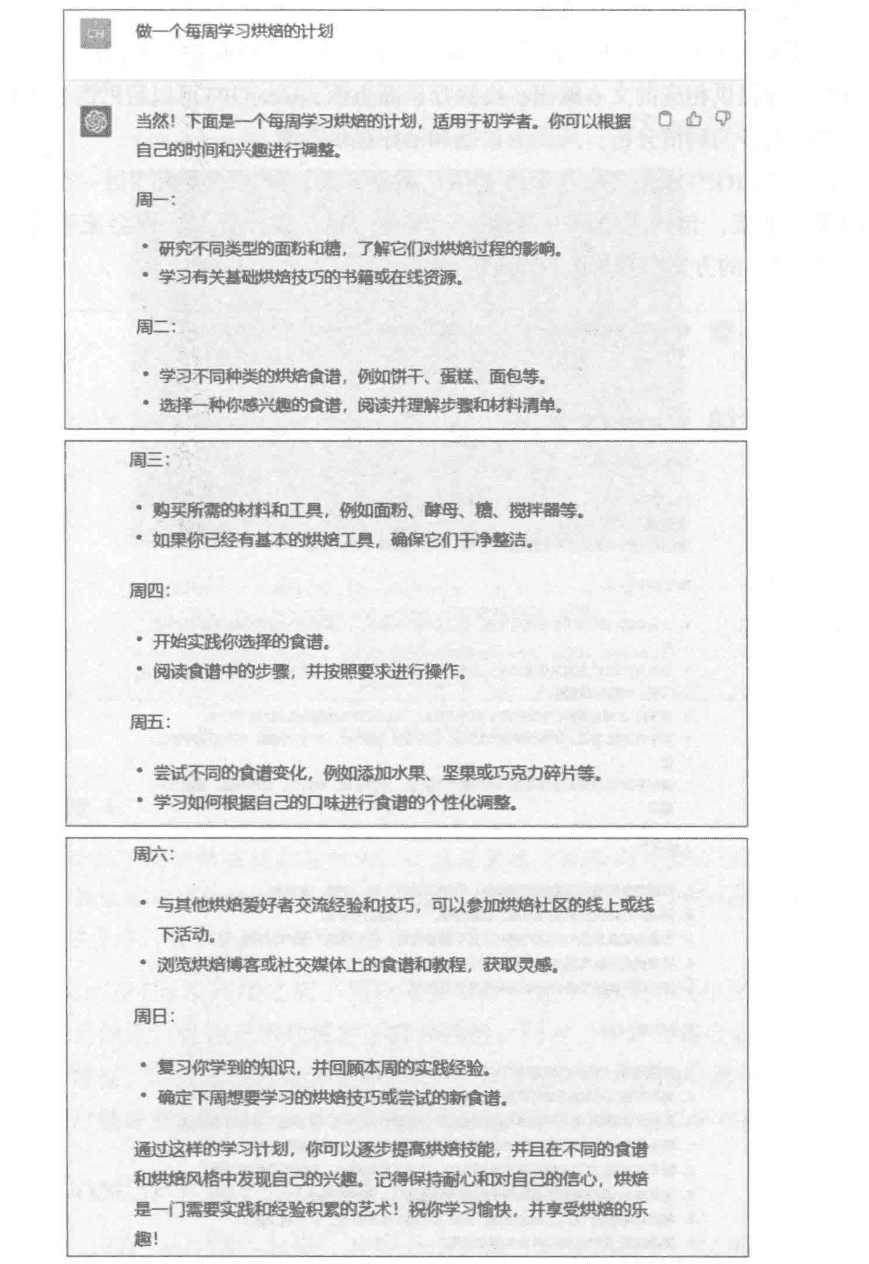 CH
做一个每周学习烘焙的计划
当然！下面是一个每周学习烘焙的计划，适用于初学者。你可以根据
自己的时间和兴趣进行调整。
周一：
• 研究不同类型的面粉和糖，了解它们对烘焙过程的影响。
• 学习有关基础烘焙技巧的书籍或在线资源。
周二：
• 学习不同种类的烘焙食谱，例如饼干、蛋糕、面包等。
• 选择一种你感兴趣的食谱，阅读并理解步骤和材料清单。
周三：
• 购买所需的材料和工具，例如面粉、酵母、糖、搅拌器等。
• 如果你已经有基本的烘焙工具，确保它们干净整洁。
周四：
• 开始实践你选择的食谱。
• 阅读食谱中的步骤，并按照要求进行操作。
周五：
• 尝试不同的食谱变化，例如添加水果、坚果或巧克力碎片等。
• 学习如何根据自己的口味进行食谱的个性化调整。
周六：
• 与其他烘焙爱好者交流经验和技巧，可以参加烘焙社区的线上或线
下活动。
• 浏览烘焙博客或社交媒体上的食谱和教程，获取灵感。
周日：
• 复习你学到的知识，并回顾本周的实践经验。
• 确定下周想要学习的烘焙技巧或尝试的新食谱。
通过这样的学习计划，你可以逐步提高烘焙技能，并且在不同的食谱
和烘焙风格中发现自己的兴趣。记得保持耐心和对自己的信心，烘焙
是一门需要实践和经验积累的艺术！祝你学习愉快，并享受烘焙的乐
趣！